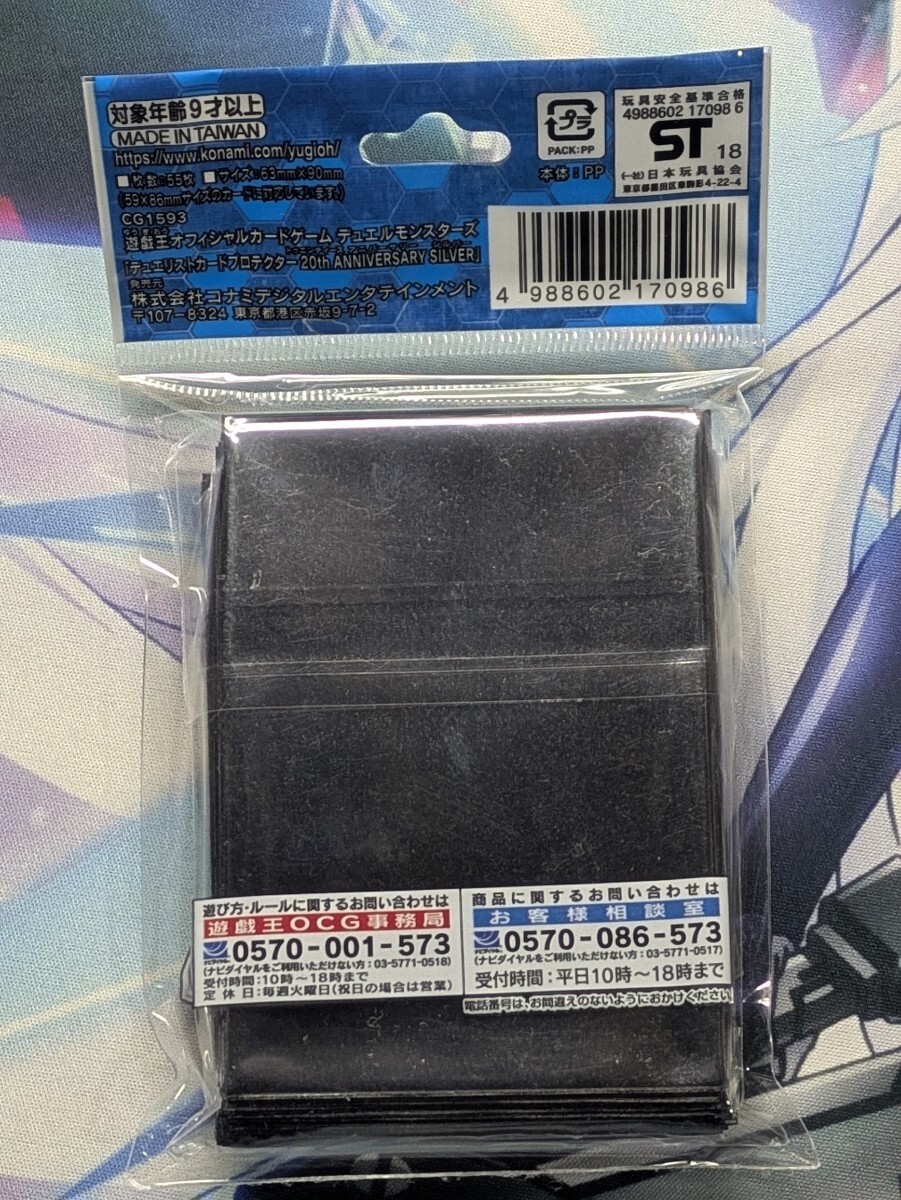 対象年齢9才以上
MADE IN TAIWAN
https://www.konami.com/yugioh/
■枚数:55枚 ■サイズ:63mm×90mm
(59×86mmサイズのカードに対応しています。)
CG1593
遊戯王オフィシャルカードゲーム デュエルモンスターズ
「デュエリストカードプロテクター 20th ANNIVERSARY SILVER」
発売元
株式会社コナミデジタルエンタテインメント
〒107-8324 東京都港区赤坂9-7-2
プラ
PACK:PP
本体:PP
玩具安全基準合格
4988602 17098 6
ST 18
(一社)日本玩具協会
東京都墨田区東駒形4-22-4
4 988602 170986
遊び方・ルールに関するお問い合わせは
遊戯王OCG事務局
ナビダイヤル 0570-001-573
(ナビダイヤルをご利用いただけない方:03-5771-0518)
受付時間:10時〜18時まで
定休日:毎週火曜日(祝日の場合は営業)
商品に関するお問い合わせは
お客様相談室
ナビダイヤル 0570-086-573
(ナビダイヤルをご利用いただけない方:03-5771-0517)
受付時間:平日10時〜18時まで
電話番号は、お間違えのないようにおかけください